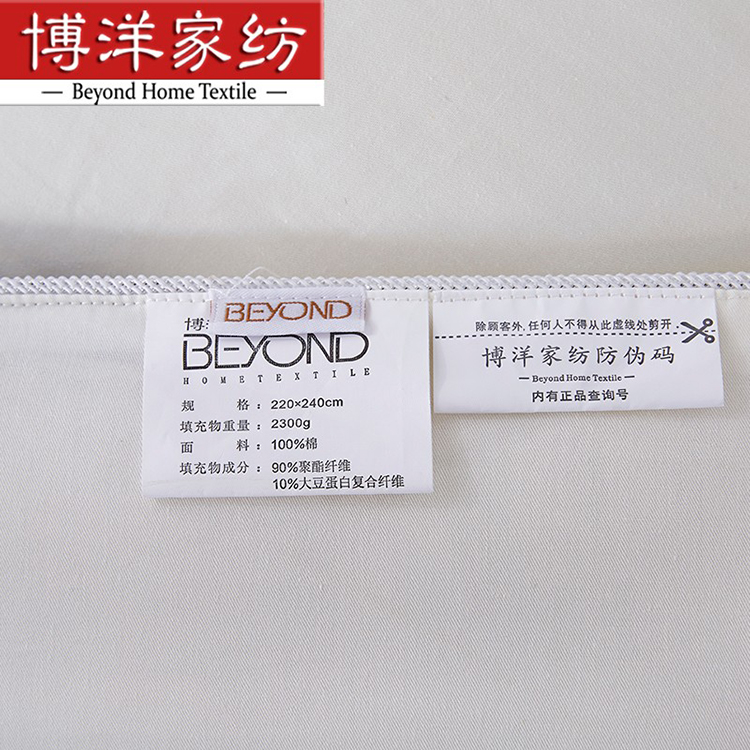 博洋家纺
Beyond Home Textile
BEYOND
博
BEYOND
HOMETEXTILE
规 格：220×240cm
填充物重量：2300g
面 料：100%棉
填充物成分：90%聚酯纤维
10%大豆蛋白复合纤维
除顾客外,任何人不得从此虚线处剪开
博洋家纺防伪码
Beyond Home Textile
内有正品查询号